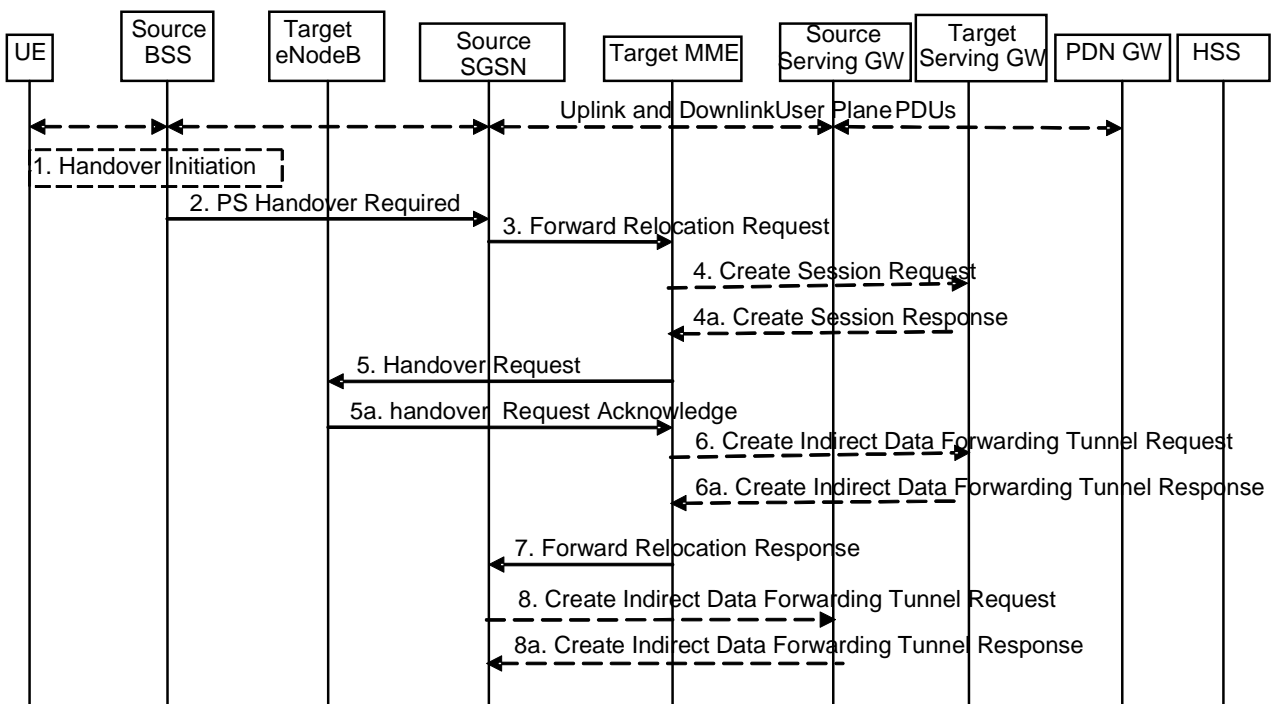 UE
Source
BSS
Target
eNodeB
Source
SGSN
Target MME
Source
Serving GW
Target
Serving GW
PDN GW
HSS
Uplink and DownlinkUser Plane PDUs
1. Handover Initiation
2. PS Handover Required
3. Forward Relocation Request
4. Create Session Request
4a. Create Session Response
5. Handover Request
5a. handover Request Acknowledge
6. Create Indirect Data Forwarding Tunnel Request
6a. Create Indirect Data Forwarding Tunnel Response
7. Forward Relocation Response
8. Create Indirect Data Forwarding Tunnel Request
8a. Create Indirect Data Forwarding Tunnel Response